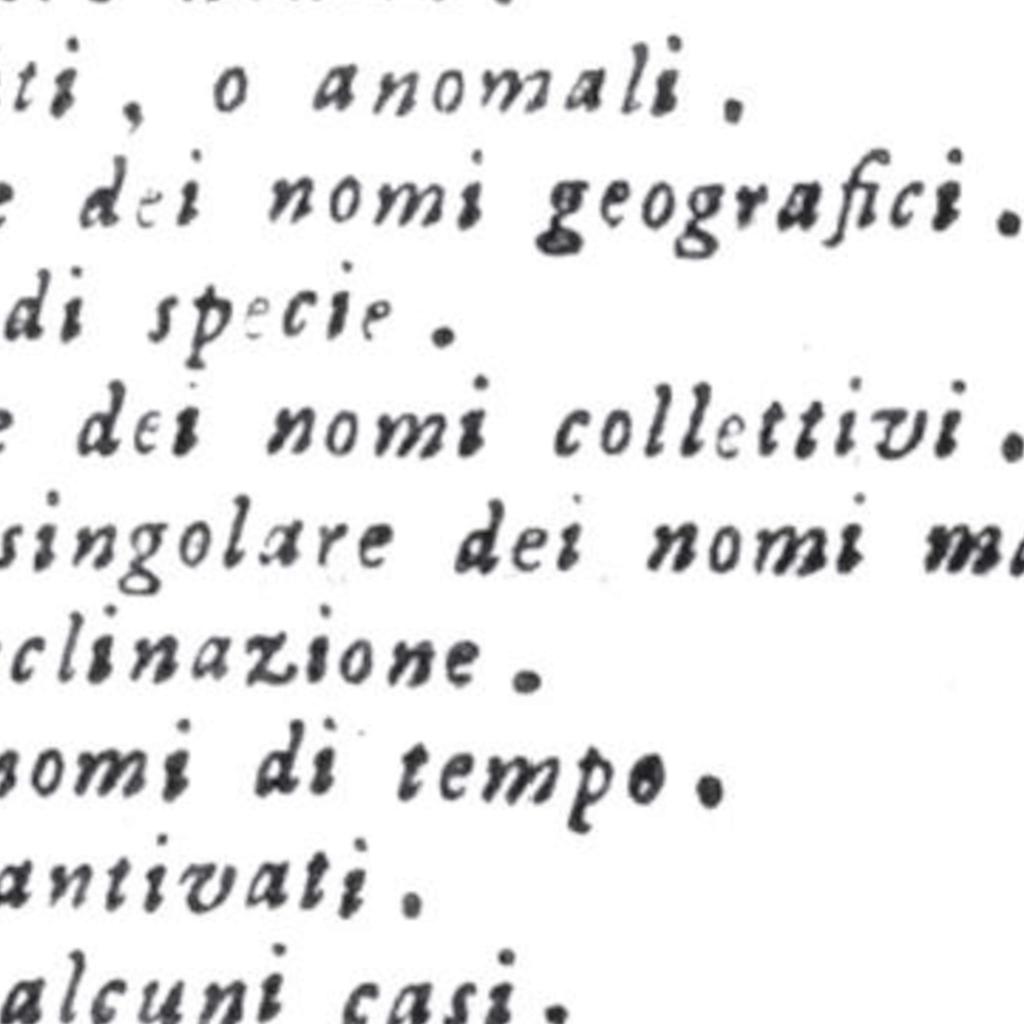 ti, o anomali.
e dei nomi geografici.
di specie.
e dei nomi collettivi.
singolare dei nomi
clinazione.
nomi di tempo.
antivati.
alcuni casi.